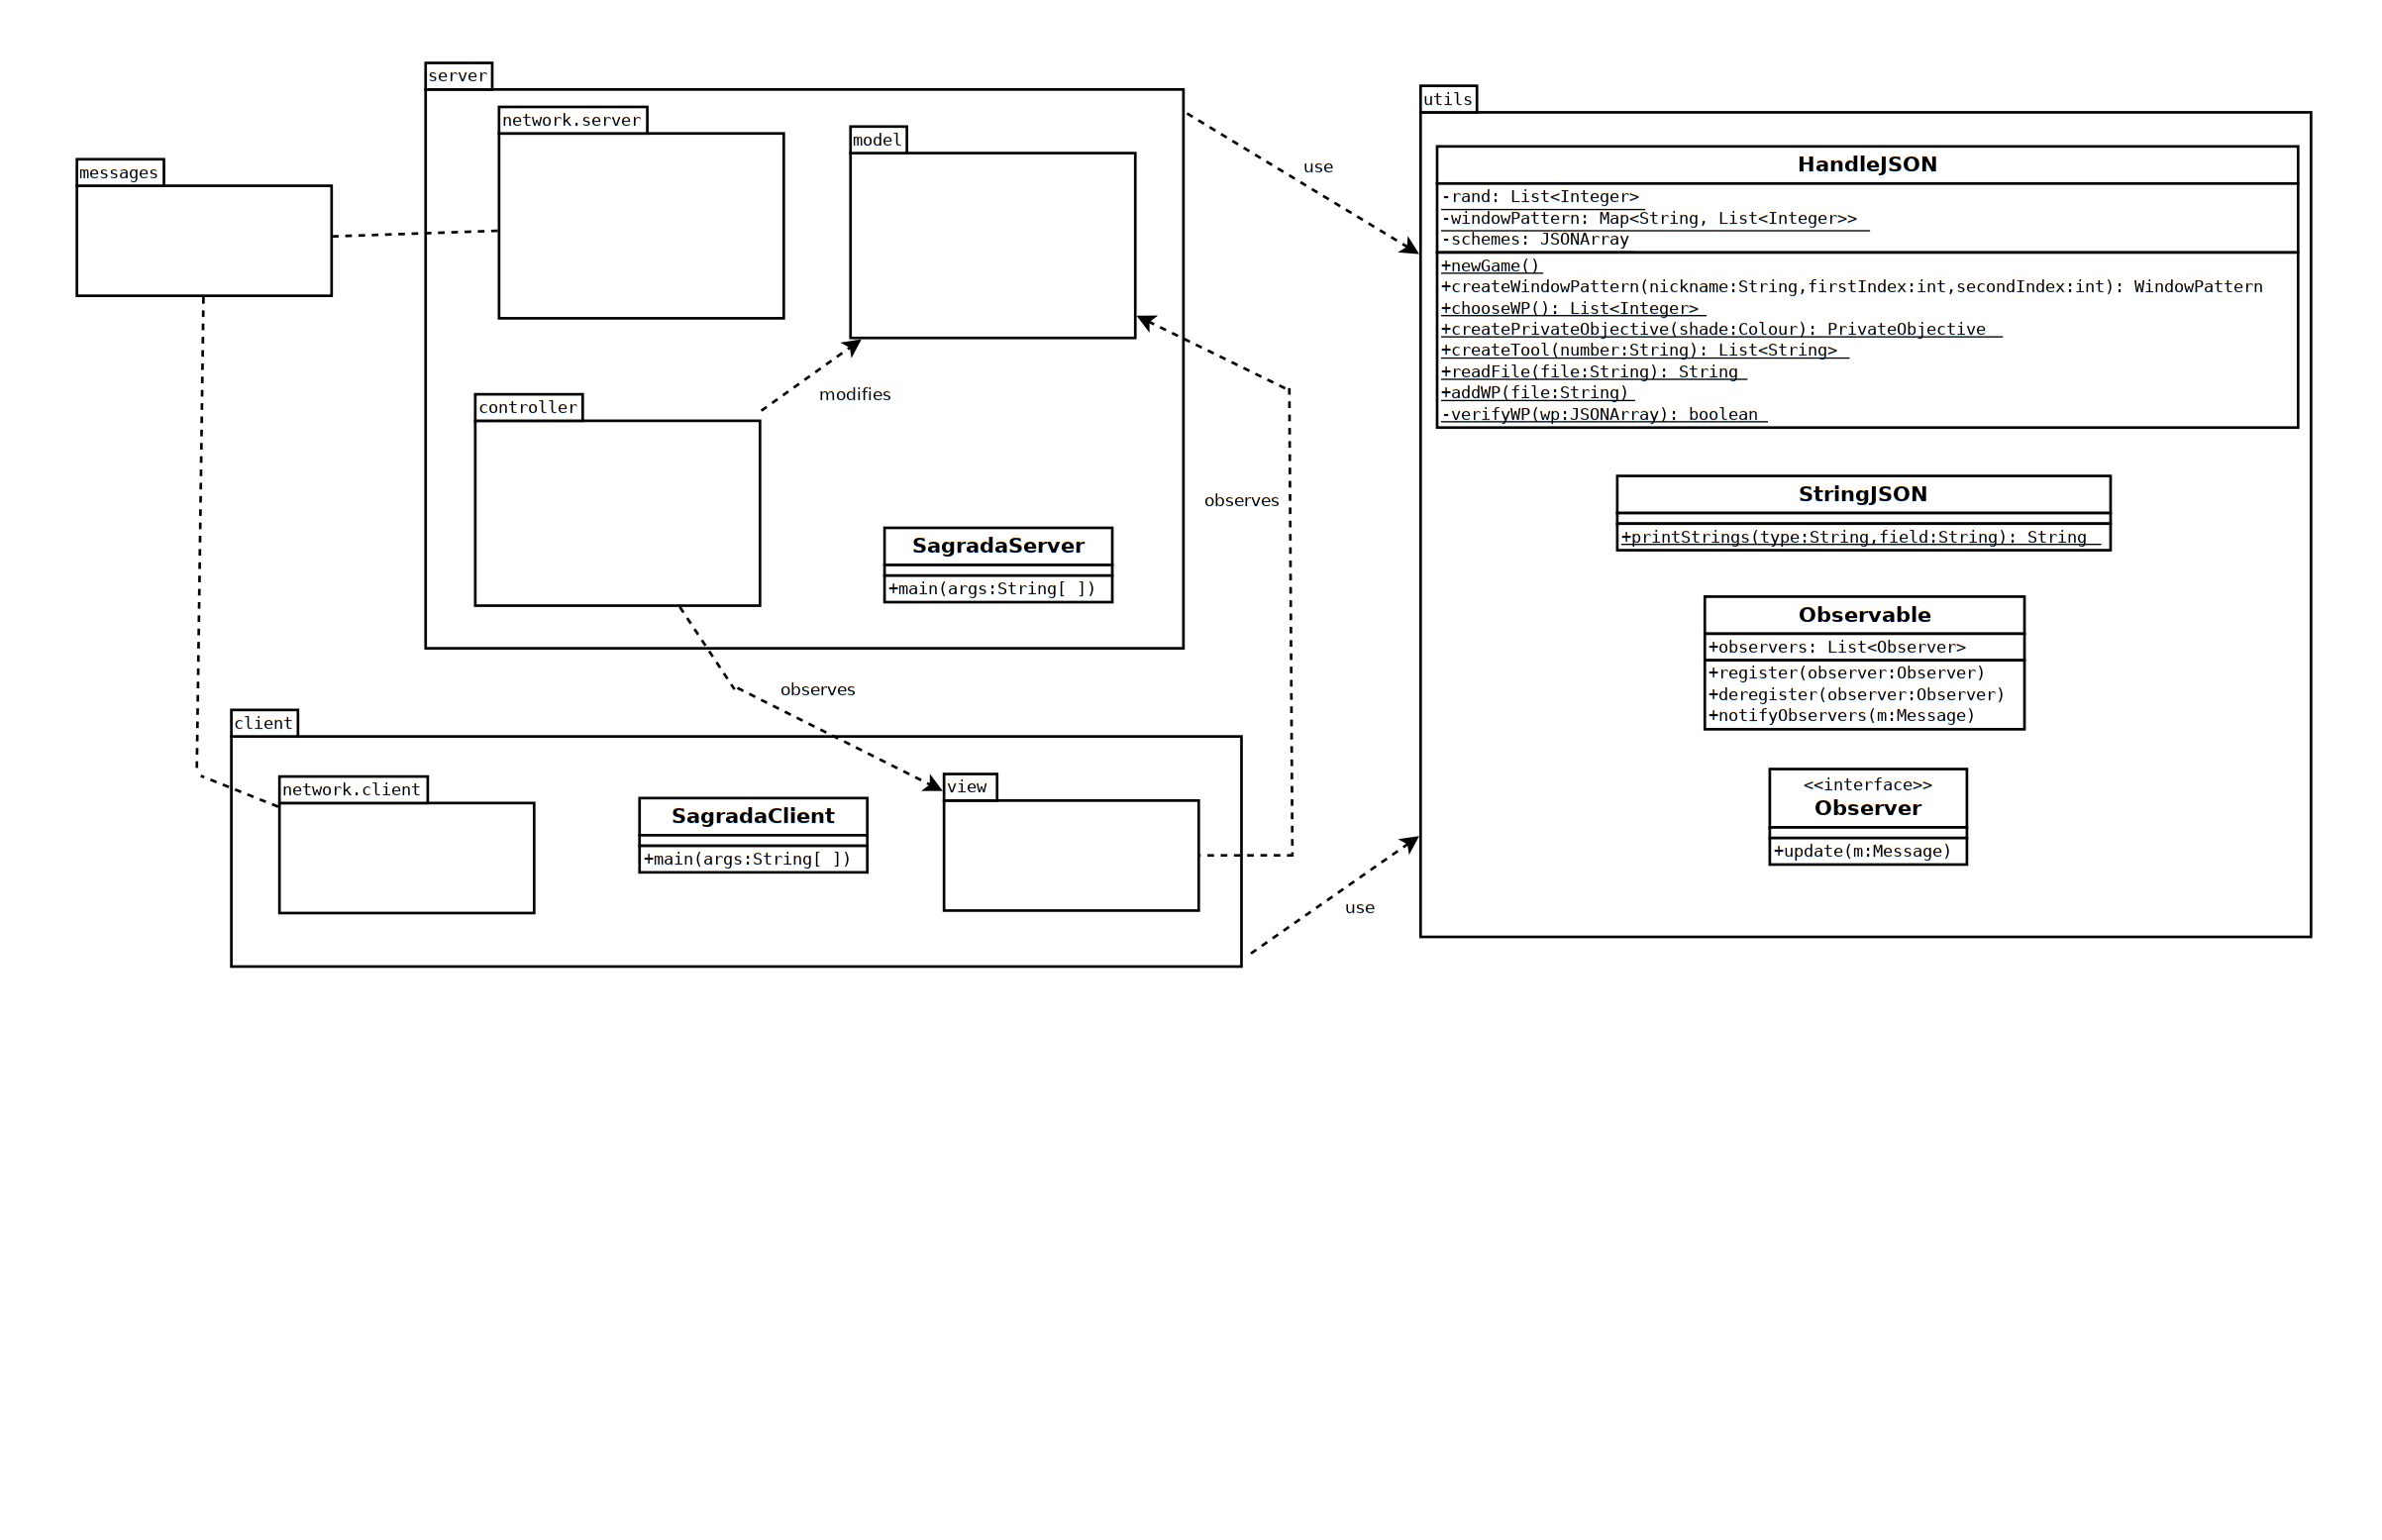 server
network.server
model
messages
controller
modifies
SagradaServer
+main(args:String[ ])
observes
observes
use
client
network.client
SagradaClient
+main(args:String[ ])
view
use
utils
HandleJSON
-rand: List<Integer>
-windowPattern: Map<String, List<Integer>>
-schemes: JSONArray
+newGame()
+createWindowPattern(nickname:String,firstIndex:int,secondIndex:int): WindowPattern
+chooseWP(): List<Integer>
+createPrivateObjective(shade:Colour): PrivateObjective
+createTool(number:String): List<String>
+readFile(file:String): String
+addWP(file:String)
-verifyWP(wp:JSONArray): boolean
StringJSON
+printStrings(type:String,field:String): String
Observable
+observers: List<Observer>
+register(observer:Observer)
+deregister(observer:Observer)
+notifyObservers(m:Message)
<<interface>>
Observer
+update(m:Message)